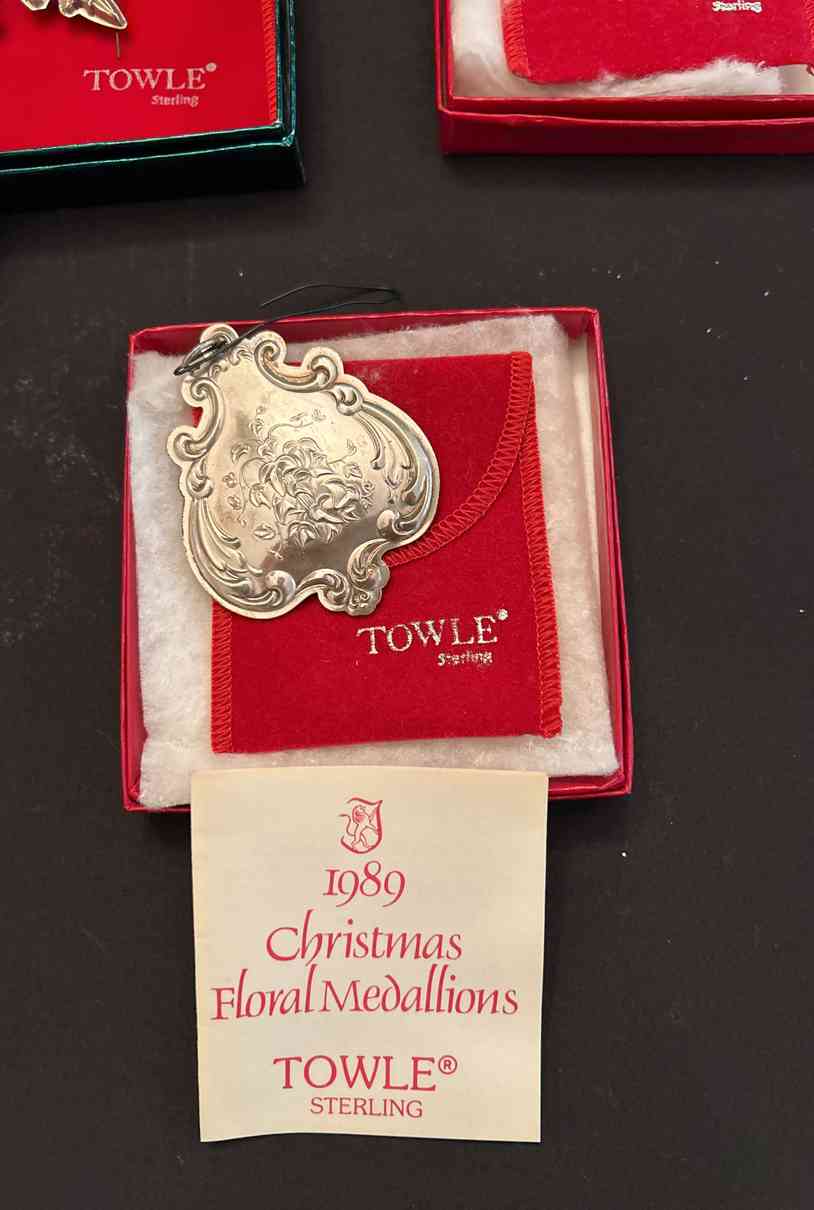 TOWLE®
Sterling
Sterling
TOWLE®
Sterling
1989
Christmas
Floral Medallions
TOWLE®
STERLING